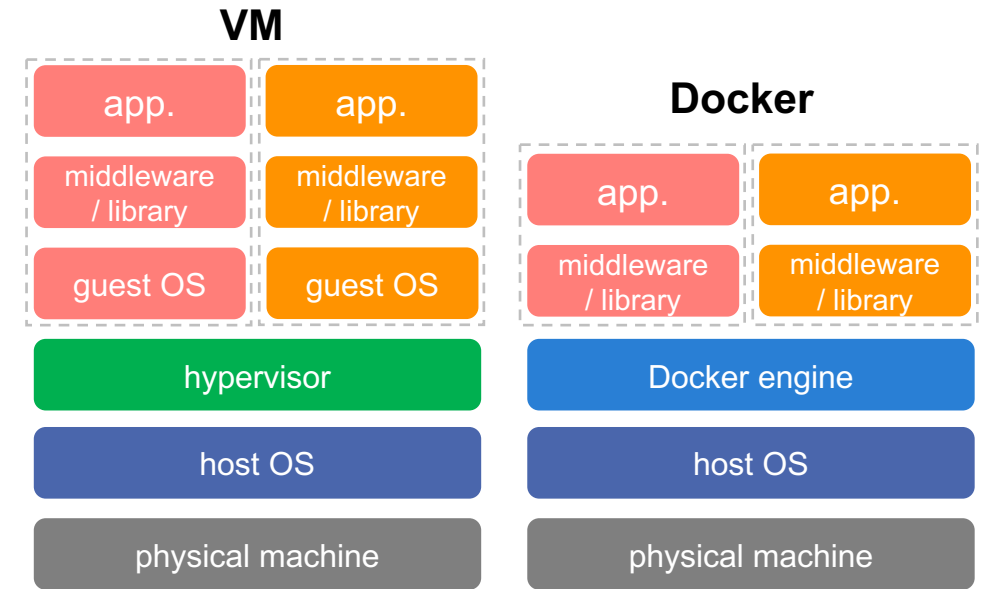 VM
app.
app.
middleware
/ library
middleware
/ library
guest OS
guest OS
hypervisor
host OS
physical machine
Docker
app.
app.
middleware
/ library
middleware
/ library
Docker engine
host OS
physical machine